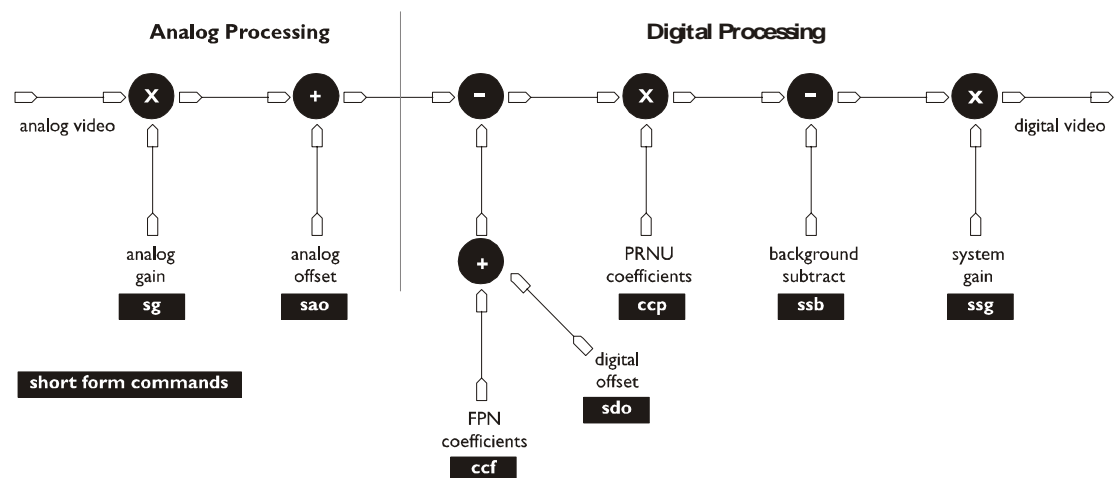 Analog Processing
Digital Processing
X
+
-
X
-
X
analog video
digital video
analog
gain
sg
analog
offset
sao
+
PRNU
coefficients
ccp
background
subtract
ssb
system
gain
ssg
digital
offset
sdo
short form commands
FPN
coefficients
ccf